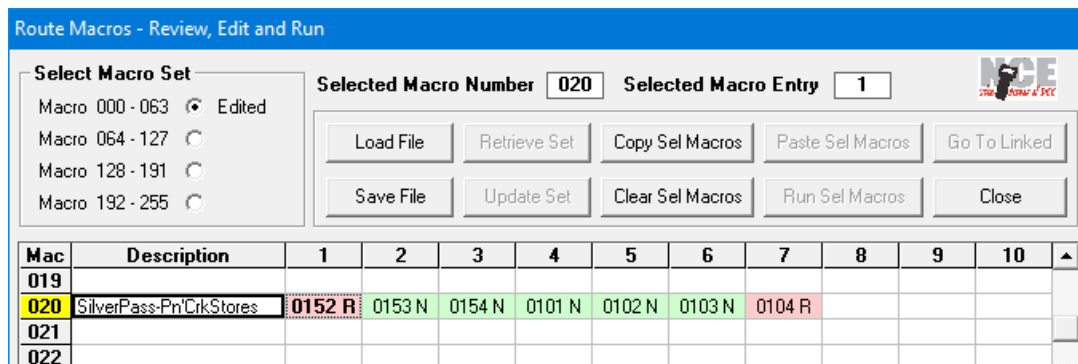 Route Macros - Review, Edit and Run
Select Macro Set
Macro 000 - 063 Edited
Macro 064 - 127
Macro 128 - 191
Macro 192 - 255
Selected Macro Number 020 Selected Macro Entry 1
NCE
Load File Retrieve Set Copy Sel Macros Paste Sel Macros Go To Linked
Save File Update Set Clear Sel Macros Run Sel Macros Close
Mac Description 1 2 3 4 5 6 7 8 9 10
019
020 SilverPass-Pn'CrkStores 0152 R 0153 N 0154 N 0101 N 0102 N 0103 N 0104 R
021
022